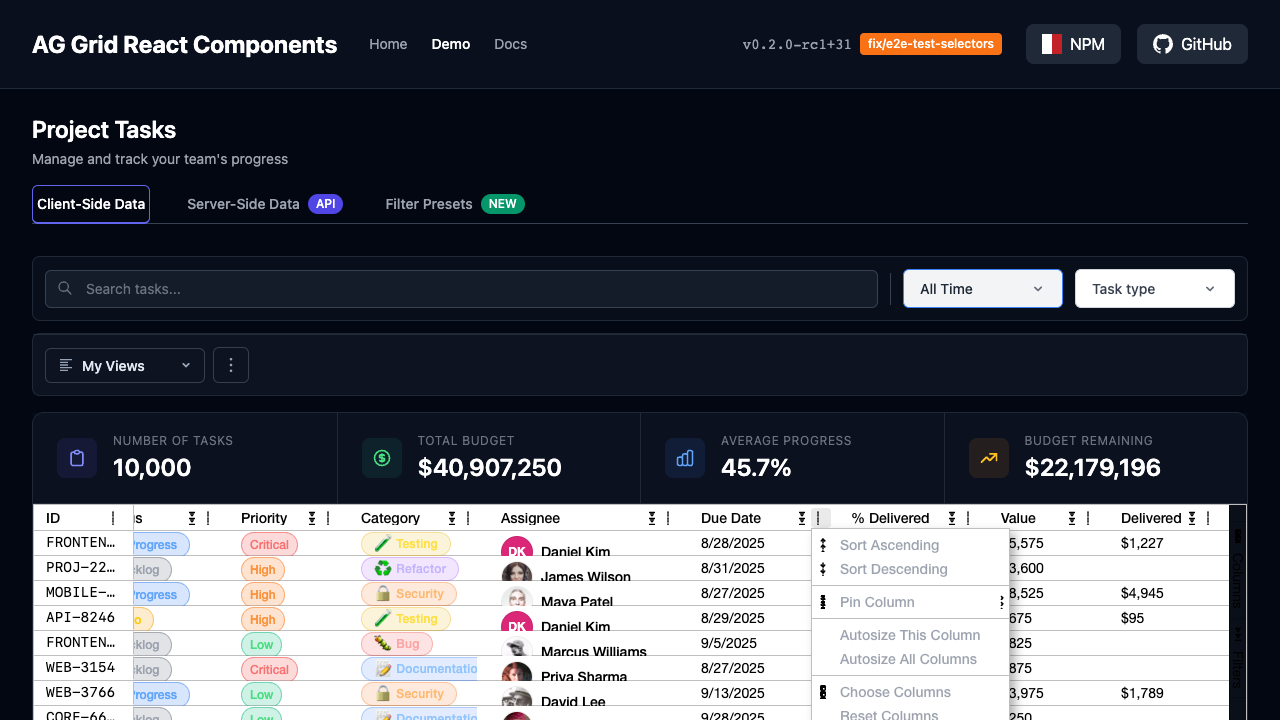 AG Grid React Components Home Demo Docs v0.2.0-rc1+31 fix/e2e-test-selectors NPM GitHub
Project Tasks
Manage and track your team's progress
Client-Side Data Server-Side Data API Filter Presets NEW
Search tasks... All Time Task type
My Views
NUMBER OF TASKS TOTAL BUDGET AVERAGE PROGRESS BUDGET REMAINING
10,000 $40,907,250 45.7% $22,179,196
ID Priority Category Assignee Due Date % Delivered Value Delivered
FRONTEN... Progress Critical Testing DK Daniel Kim 8/28/2025 5,575 $1,227
PROJ-22... High Refactor James Wilson 8/31/2025 Sort Ascending 3,600
MOBILE-... Progress High Security Maya Patel 8/27/2025 Sort Descending 8,525 $4,945
API-8246 High Testing DK Daniel Kim 8/29/2025 Pin Column 675 $95
FRONTEN... Low Bug Marcus Williams 9/5/2025 Autosize This Column 825
WEB-3154 Critical Priya Sharma 8/27/2025 Autosize All Columns 875
WEB-3766 Progress Low Security David Lee 9/13/2025 Choose Columns 3,975 $1,789
CORE-66... Low 9/28/2025 Reset Columns 250
Columns
Filters